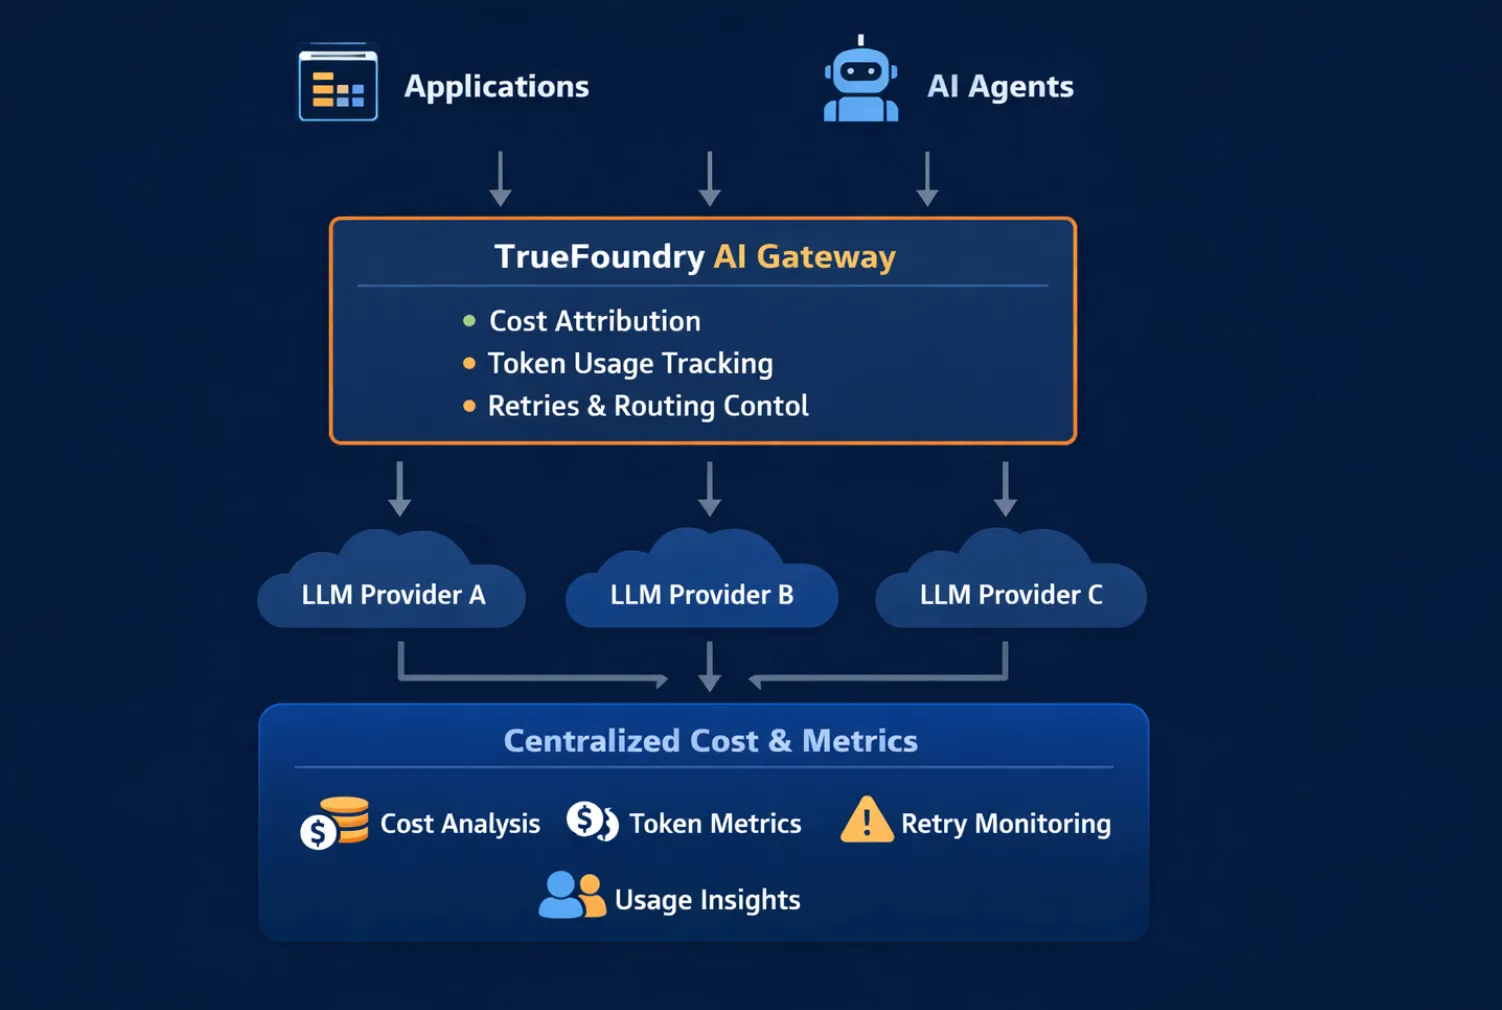 Applications
AI Agents
TrueFoundry AI Gateway
Cost Attribution
Token Usage Tracking
Retries & Routing Contol
LLM Provider A
LLM Provider B
LLM Provider C
Centralized Cost & Metrics
$ Cost Analysis
$ Token Metrics
! Retry Monitoring
Usage Insights